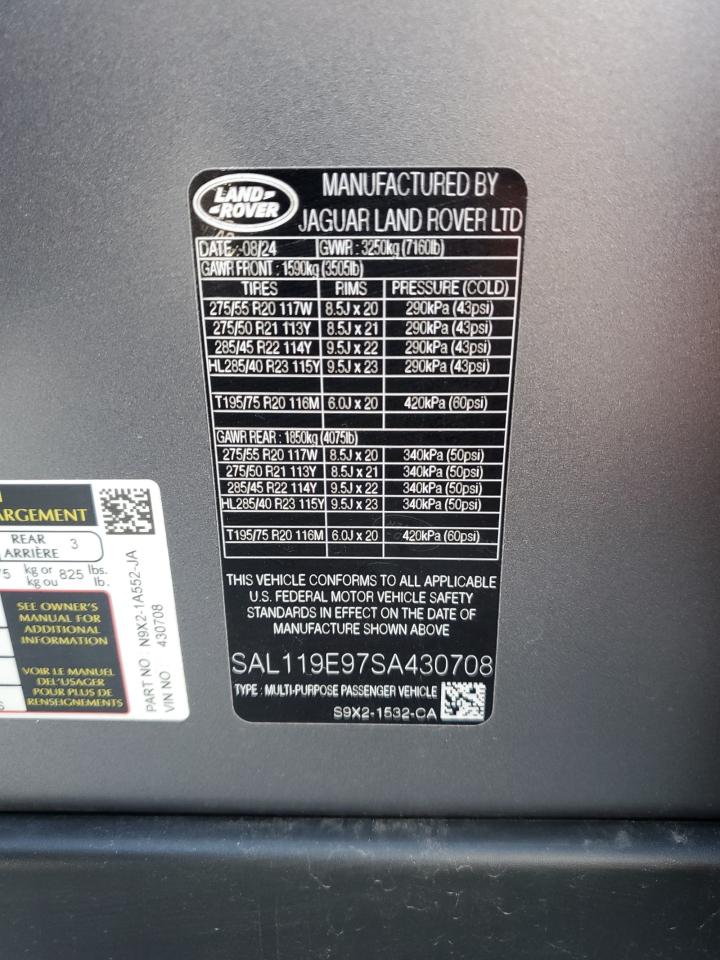 LAND-
ROVER
MANUFACTURED BY
JAGUAR LAND ROVER LTD
DATE : 08/24 GVWR : 3250kg (7160lb)
GAWR FRONT : 1590kg (3505lb)
TIRES RIMS PRESSURE (COLD)
275/55 R20 117W 8.5J x 20 290kPa (43psi)
275/50 R21 113Y 8.5J x 21 290kPa (43psi)
285/45 R22 114Y 9.5J x 22 290kPa (43psi)
HL285/40 R23 115Y 9.5J x 23 290kPa (43psi)
T195/75 R20 116M 6.0J x 20 420kPa (60psi)
GAWR REAR : 1850kg (4075lb)
275/55 R20 117W 8.5J x 20 340kPa (50psi)
275/50 R21 113Y 8.5J x 21 340kPa (50psi)
285/45 R22 114Y 9.5J x 22 340kPa (50psi)
HL285/40 R23 115Y 9.5J x 23 340kPa (50psi)
T195/75 R20 116M 6.0J x 20 420kPa (60psi)
THIS VEHICLE CONFORMS TO ALL APPLICABLE
U.S. FEDERAL MOTOR VEHICLE SAFETY
STANDARDS IN EFFECT ON THE DATE OF
MANUFACTURE SHOWN ABOVE
SAL119E97SA430708
TYPE : MULTI-PURPOSE PASSENGER VEHICLE
S9X2-1532-CA
ARGEMENT
REAR 3
ARRIÈRE
kg or 825 lbs.
kg ou lb.
SEE OWNER'S
MANUAL FOR
ADDITIONAL
INFORMATION
VOIR LE MANUEL
DEL'USAGER
POUR PLUS DE
RENSEIGNEMENTS
PART NO : N9X2-1A552-JA
VIN NO : 430708